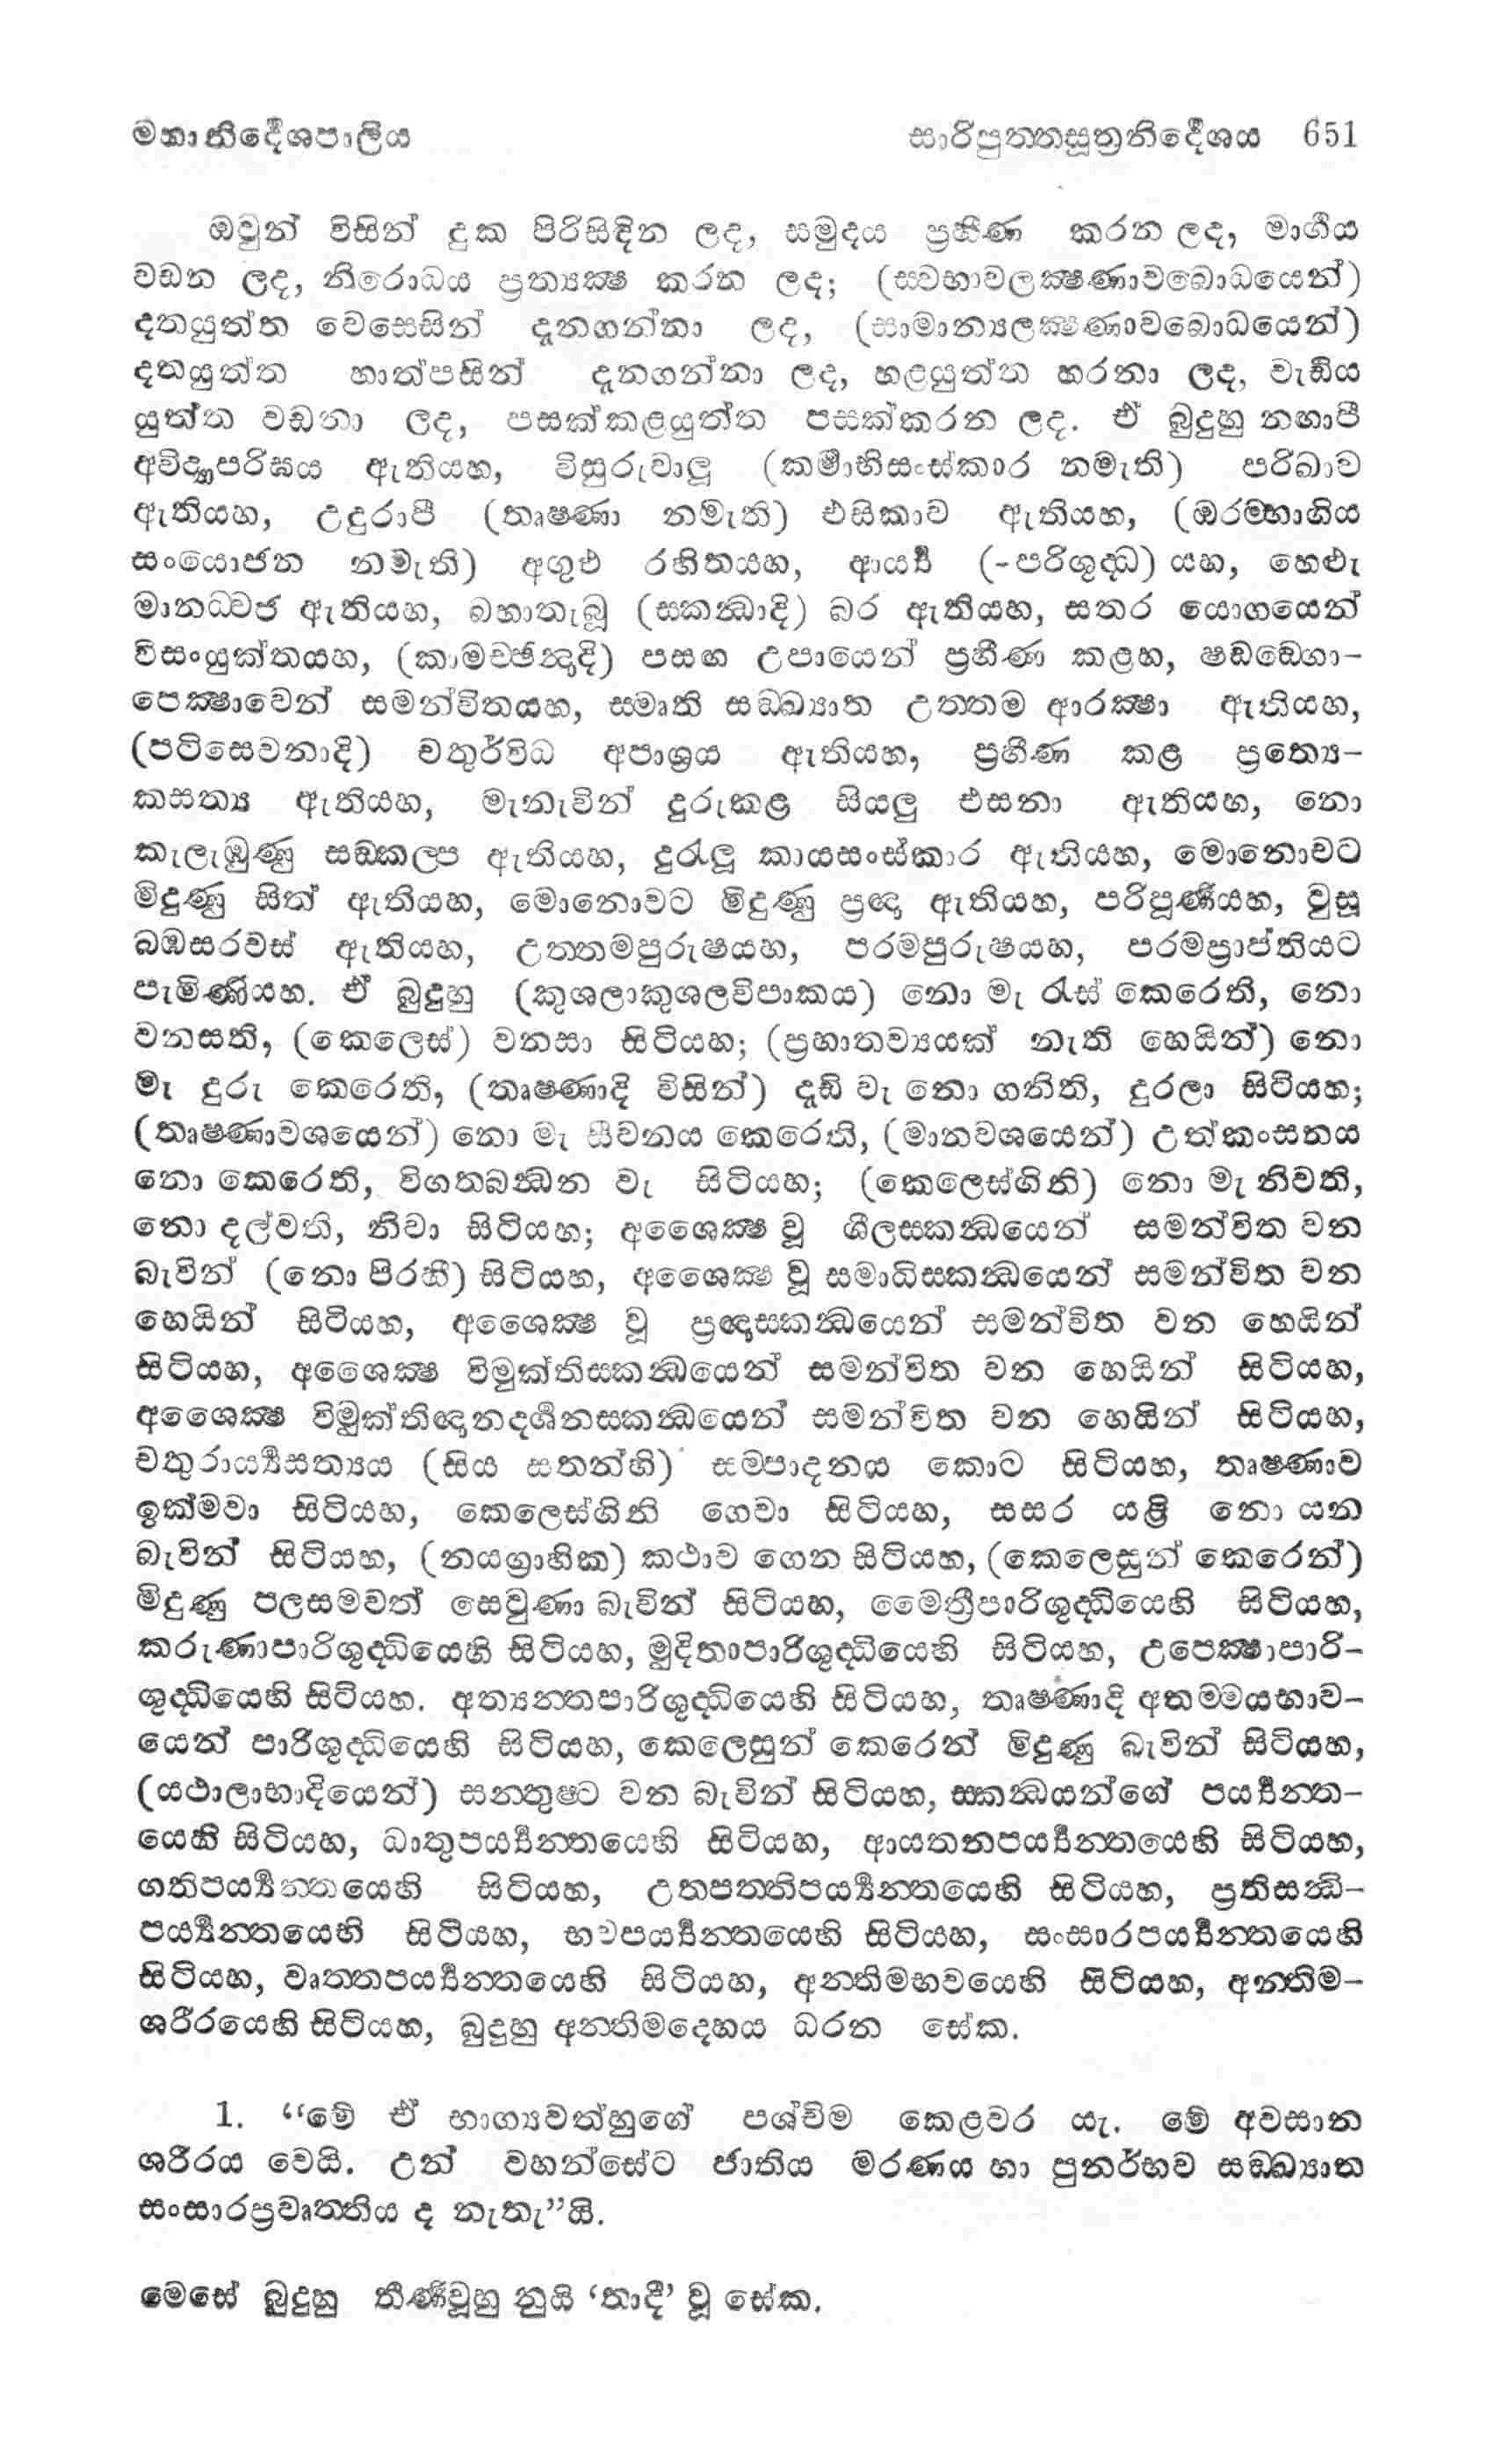 මහානිර්දේශපාලිය සාරිපුත්තසූත්‍රනිර්දේශය 651
ඔවුන් විසින් දුක පිරිසිඳින ලද, සමුදය ප්‍රහීණ කරන ලද, මාර්ගය
වඩන ලද, නිරොධය ප්‍රත්‍යක්‍ෂ කරන ලද; (ස්වභාවලක්‍ෂණාවබොධයෙන්)
දතයුත්ත වෙසෙසින් දැනගන්නා ලද, (සාමාන්‍යලක්‍ෂණාවබොධයෙන්)
දතයුත්ත හාත්පසින් දැනගන්නා ලද, හළයුත්ත හරනා ලද, වැඩිය
යුත්ත වඩනා ලද, පසක්කළයුත්ත පසක්කරන ලද. ඒ බුදුහු නඟාපී
අවිද්‍යාපරිඝය ඇතියහ, විසුරුවාලූ (කර්මාභිසංස්කාර නමැති) පරිඛාව
ඇතියහ, උදුරාපී (තෘෂ්ණා නමැති) එසිකාව ඇතියහ, (ඔරම්භාගිය
සංයොජන නමැති) අගුළු රහිතයහ, ආර්‍ය්‍ය (-පරිශුද්ධ) යහ, හෙළූ
මානධ්වජ ඇතියහ, බහාතැබූ (ස්කන්ධාදි) බර ඇතියහ, සතර යොගයෙන්
විසංයුක්තයහ, (කාමච්ඡන්‍දාදි) පසඟ උපායෙන් ප්‍රහීණ කළහ, ෂඩඞ්ගො-
පෙක්‍ෂාවෙන් සමන්විතයහ, ස්මෘති සඞ්ඛ්‍යාත උත්තම ආරක්‍ෂා ඇතියහ,
(පටිසෙවනාදි) චතුර්විධ අපාශ්‍රය ඇතියහ, ප්‍රහීණ කළ ප්‍රත්‍යෙ-
කසත්‍ය ඇතියහ, මැනැවින් දුරුකළ සියලු එසනා ඇතියහ, නො
කැලැඹුණු සඞ්කල්ප ඇතියහ, දුරැලූ කායසංස්කාර ඇතියහ, මොනොවට
මිදුණු සිත් ඇතියහ, මොනොවට මිදුණු ප්‍රඥා ඇතියහ, පරිපූර්ණයහ, වුසූ
බඹසරවස් ඇතියහ, උත්තමපුරුෂයහ, පරමපුරුෂයහ, පරමප්‍රාප්තියට
පැමිණියහ. ඒ බුදුහු (කුශලාකුශලවිපාකය) නො මැ රැස් කෙරෙති, නො
වනසති, (කෙලෙස්) වනසා සිටියහ; (ප්‍රහාතව්‍යයක් නැති හෙයින්) නො
මැ දුරු කෙරෙති, (තෘෂ්ණාදි විසින්) දැඩි වැ නො ගනිති, දුරලා සිටියහ;
(තෘෂ්ණාවශයෙන්) නො මැ සීවනය කෙරෙති, (මානවශයෙන්) උත්කංසනය
නො කෙරෙති, විගතබන්ධන වැ සිටියහ; (කෙලෙස්ගිනි) නො මැ නිවති,
නො දල්වති, නිවා සිටියහ; අශෛක්‍ෂ වූ ශීලස්කන්ධයෙන් සමන්විත වන
බැවින් (නො පිරිහී) සිටියහ, අශෛක්‍ෂ වූ සමාධිස්කන්ධයෙන් සමන්විත වන
හෙයින් සිටියහ, අශෛක්‍ෂ වූ ප්‍රඥාස්කන්ධයෙන් සමන්විත වන හෙයින්
සිටියහ, අශෛක්‍ෂ විමුක්තිස්කන්ධයෙන් සමන්විත වන හෙයින් සිටියහ,
අශෛක්‍ෂ විමුක්තිඥානදර්ශනස්කන්ධයෙන් සමන්විත වන හෙයින් සිටියහ,
චතුරාර්‍ය්‍යසත්‍යය (සිය සතන්හි) සම්පාදනය කොට සිටියහ, තෘෂ්ණාව
ඉක්මවා සිටියහ, කෙලෙස්ගිනි ගෙවා සිටියහ, සසර යළි නො යන
බැවින් සිටියහ, (නයග්‍රාහික) කථාව ගෙන සිටියහ, (කෙලෙසුන් කෙරෙන්)
මිදුණු පලසමවත් සෙවුණා බැවින් සිටියහ, මෛත්‍රීපාරිශුද්ධියෙහි සිටියහ,
කරුණාපාරිශුද්ධියෙහි සිටියහ, මුදිතාපාරිශුද්ධියෙහි සිටියහ, උපෙක්‍ෂාපාරි-
ශුද්ධියෙහි සිටියහ. අත්‍යන්තපාරිශුද්ධියෙහි සිටියහ, තෘෂ්ණාදි අතම්මයභාව-
යෙන් පාරිශුද්ධියෙහි සිටියහ, කෙලෙසුන් කෙරෙන් මිදුණු බැවින් සිටියහ,
(යථාලාභාදියෙන්) සන්තුෂ්ට වන බැවින් සිටියහ, ස්කන්ධයන්ගේ පර්‍ය්‍යන්ත-
යෙහි සිටියහ, ධාතුපර්‍ය්‍යන්තයෙහි සිටියහ, ආයතනපර්‍ය්‍යන්තයෙහි සිටියහ,
ගතිපර්‍ය්‍යන්තයෙහි සිටියහ, උත්පත්තිපර්‍ය්‍යන්තයෙහි සිටියහ, ප්‍රතිසන්ධි-
පර්‍ය්‍යන්තයෙහි සිටියහ, භවපර්‍ය්‍යන්තයෙහි සිටියහ, සංසාරපර්‍ය්‍යන්තයෙහි
සිටියහ, වෘත්තපර්‍ය්‍යන්තයෙහි සිටියහ, අන්තිමභවයෙහි සිටියහ, අන්තිම-
ශරීරයෙහි සිටියහ, බුදුහු අන්තිමදෙහය ධරන සේක.
1. “මේ ඒ භාග්‍යවත්හුගේ පශ්චිම කෙළවර යැ. මේ අවසාන
ශරීරය වෙයි. උන් වහන්සේට ජාතිය මරණය හා පුනර්භව සඞ්ඛ්‍යාත
සංසාරප්‍රවෘත්තිය ද නැතැ”යි.
මෙසේ බුදුහු තීර්ණවූහු නුයි ‘තාදී’ වූ සේක.